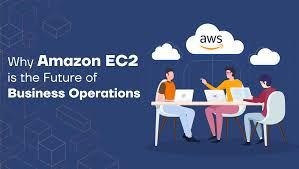 Why Amazon EC2
is the Future of
Business Operations
aws